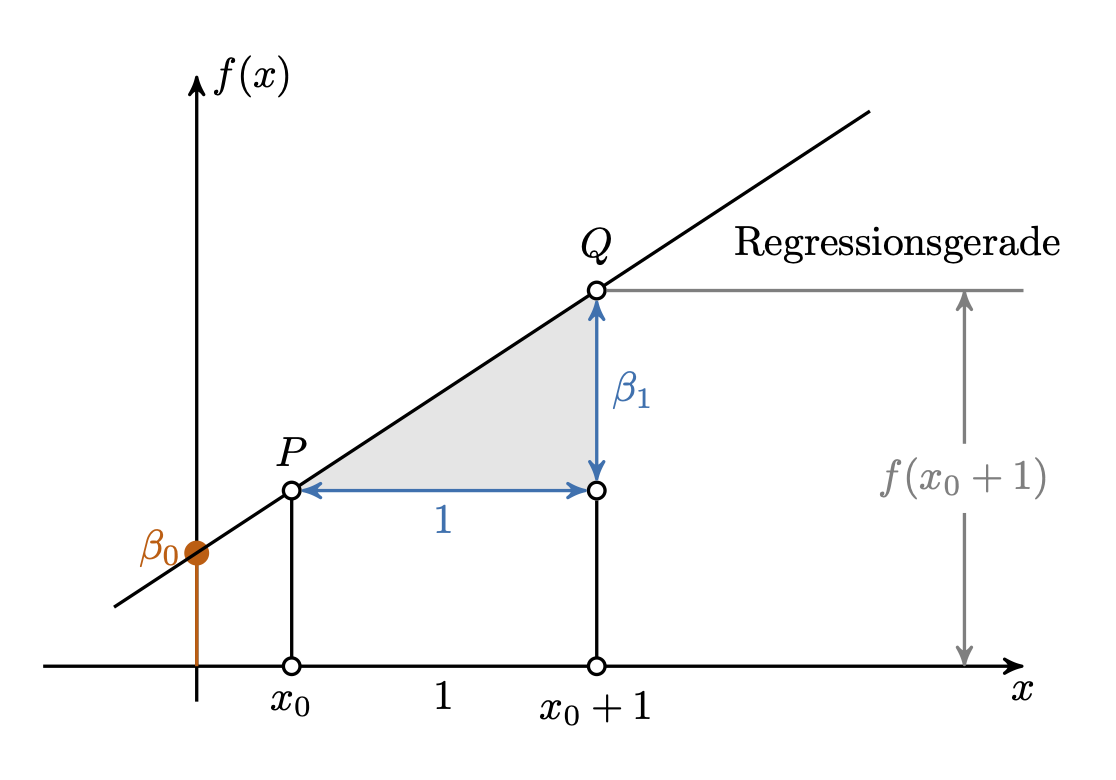 f(x)
Q
Regressionsgerade
β₁
P
f(x₀ + 1)
1
β₀
x₀
1
x₀ + 1
x